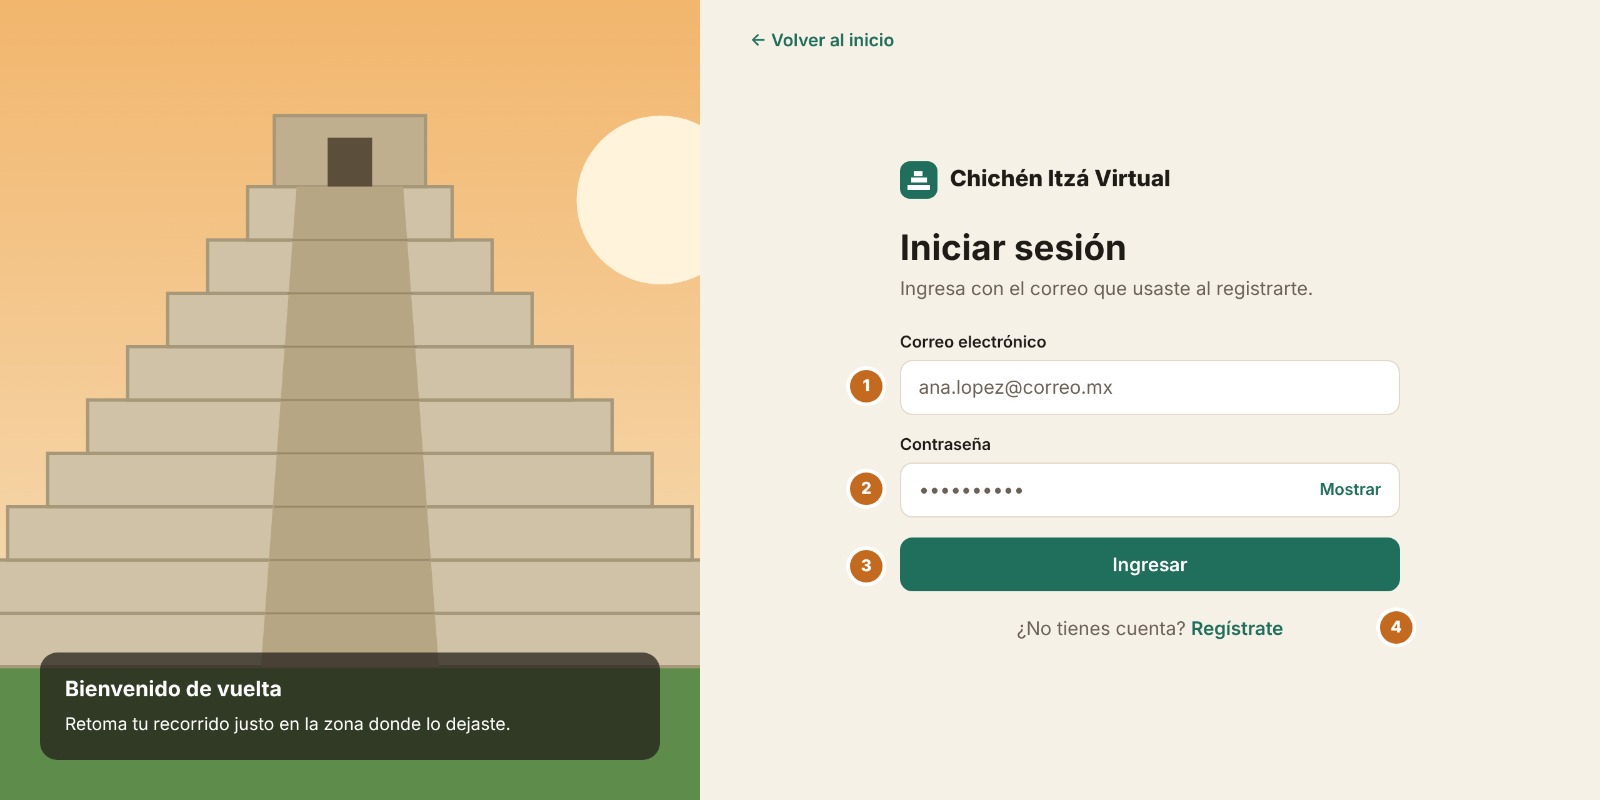 ← Volver al inicio
Chichén Itzá Virtual
Iniciar sesión
Ingresa con el correo que usaste al registrarte.
Correo electrónico
1 ana.lopez@correo.mx
Contraseña
2 •••••••••• Mostrar
3 Ingresar
¿No tienes cuenta? Regístrate 4
Bienvenido de vuelta
Retoma tu recorrido justo en la zona donde lo dejaste.